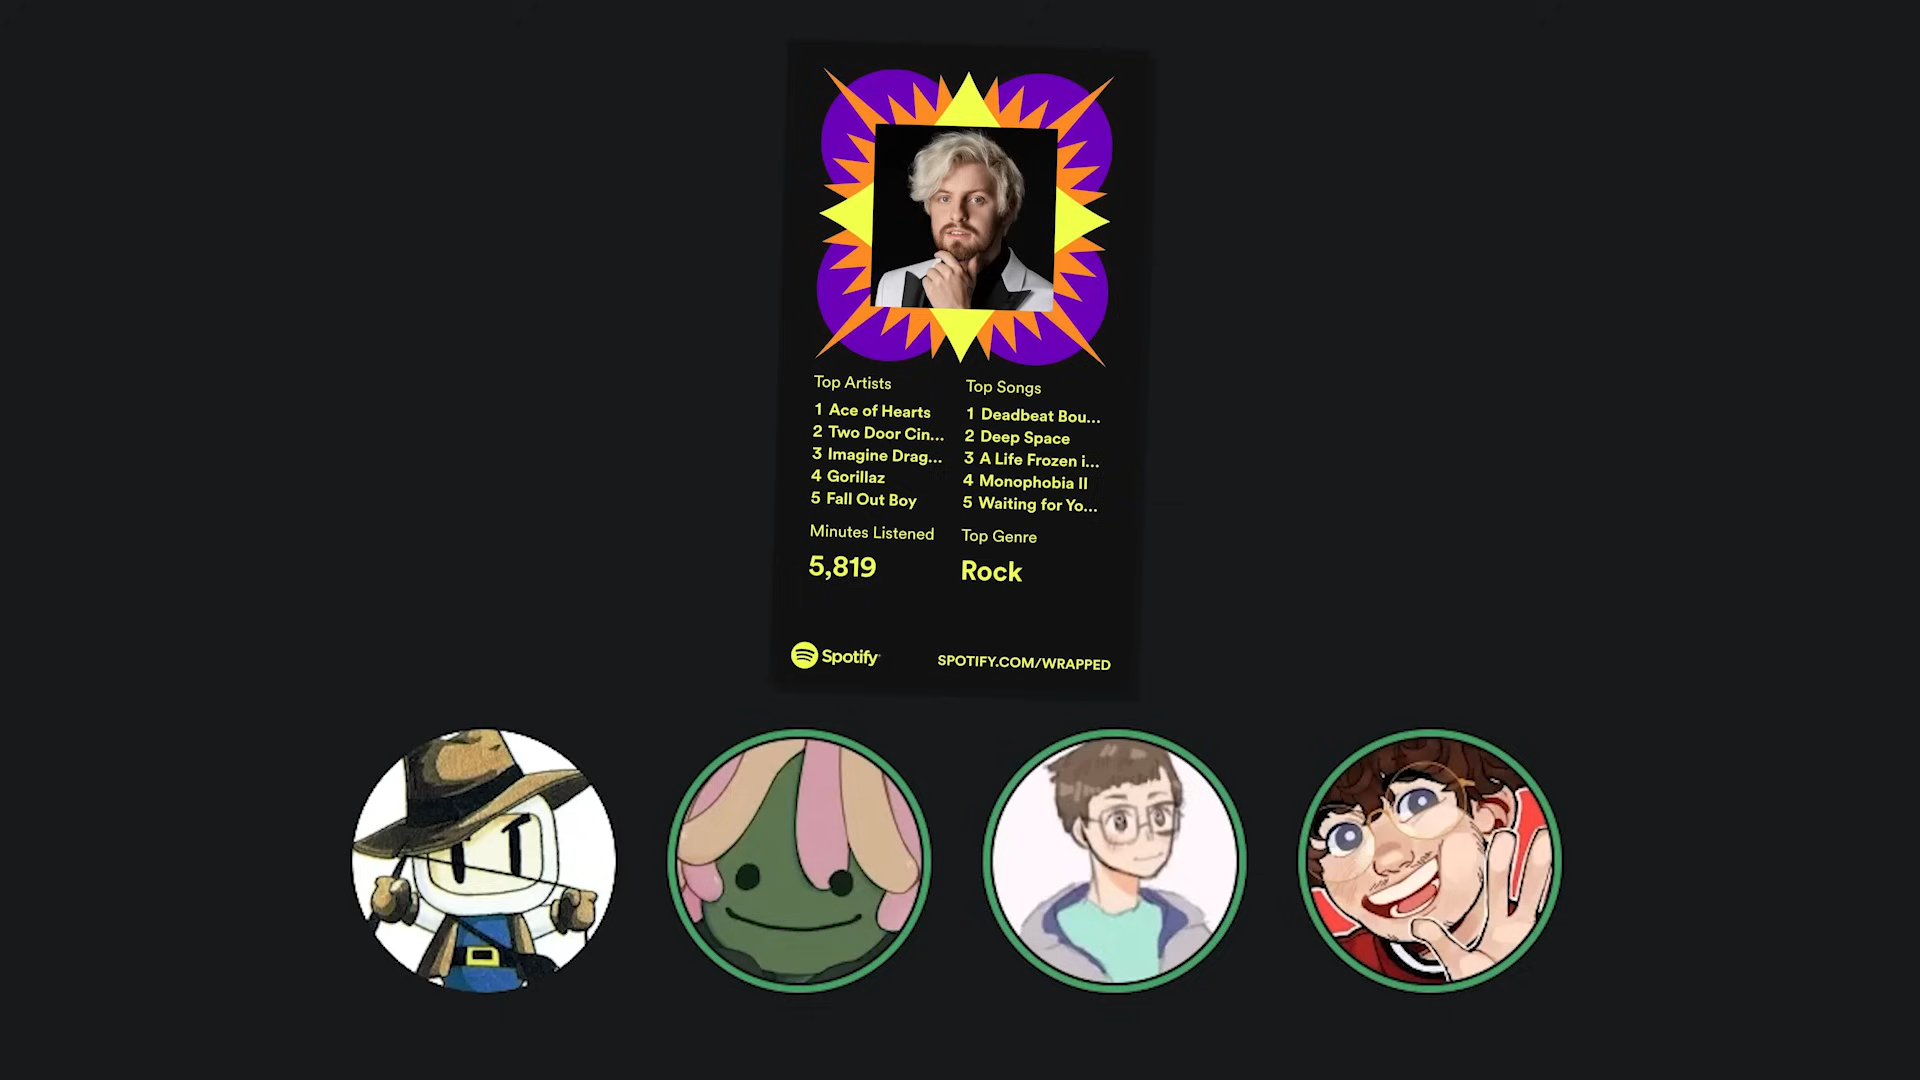 Top Artists
1 Ace of Hearts
2 Two Door Cin...
3 Imagine Drag...
4 Gorillaz
5 Fall Out Boy
Top Songs
1 Deadbeat Bou...
2 Deep Space
3 A Life Frozen i...
4 Monophobia II
5 Waiting for Yo...
Minutes Listened
5,819
Top Genre
Rock
Spotify
SPOTIFY.COM/WRAPPED